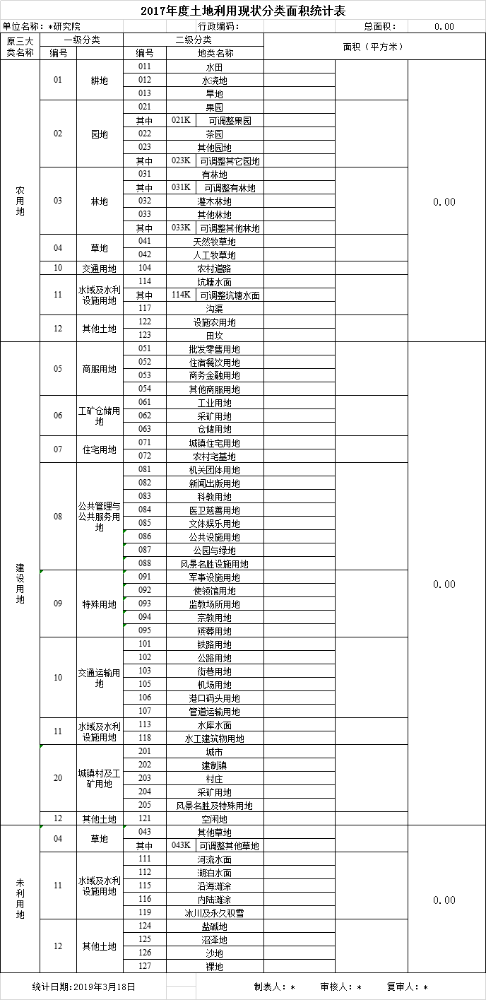 2017年度土地利用现状分类面积统计表
单位名称：*研究院 行政编码： 总面积： 0.00
原三大类名称 一级分类 二级分类 面积（平方米）
编号 编号 地类名称
农用地 01 耕地 011 水田 0.00
012 水浇地
013 旱地
02 园地 021 果园
其中 021K 可调整果园
022 茶园
023 其他园地
其中 023K 可调整其它园地
03 林地 031 有林地
其中 031K 可调整有林地
032 灌木林地
033 其他林地
其中 033K 可调整其他林地
04 草地 041 天然牧草地
042 人工牧草地
10 交通用地 104 农村道路
11 水域及水利设施用地 114 坑塘水面
其中 114K 可调整坑塘水面
117 沟渠
12 其他土地 122 设施农用地
123 田坎
建设用地 05 商服用地 051 批发零售用地 0.00
052 住宿餐饮用地
053 商务金融用地
054 其他商服用地
06 工矿仓储用地 061 工业用地
062 采矿用地
063 仓储用地
07 住宅用地 071 城镇住宅用地
072 农村宅基地
08 公共管理与公共服务用地 081 机关团体用地
082 新闻出版用地
083 科教用地
084 医卫慈善用地
085 文体娱乐用地
086 公共设施用地
087 公园与绿地
088 风景名胜设施用地
09 特殊用地 091 军事设施用地
092 使领馆用地
093 监教场所用地
094 宗教用地
095 殡葬用地
10 交通运输用地 101 铁路用地
102 公路用地
103 街巷用地
105 机场用地
106 港口码头用地
107 管道运输用地
11 水域及水利设施用地 113 水库水面
118 水工建筑物用地
20 城镇村及工矿用地 201 城市
202 建制镇
203 村庄
204 采矿用地
205 风景名胜及特殊用地
12 其他土地 121 空闲地
未利用地 04 草地 043 其他草地 0.00
其中 043K 可调整其他草地
11 水域及水利设施用地 111 河流水面
112 湖泊水面
115 沿海滩涂
116 内陆滩涂
119 冰川及永久积雪
12 其他土地 124 盐碱地
125 沼泽地
126 沙地
127 裸地
统计日期:2019年3月18日 制表人：* 审核人：* 复审人：*